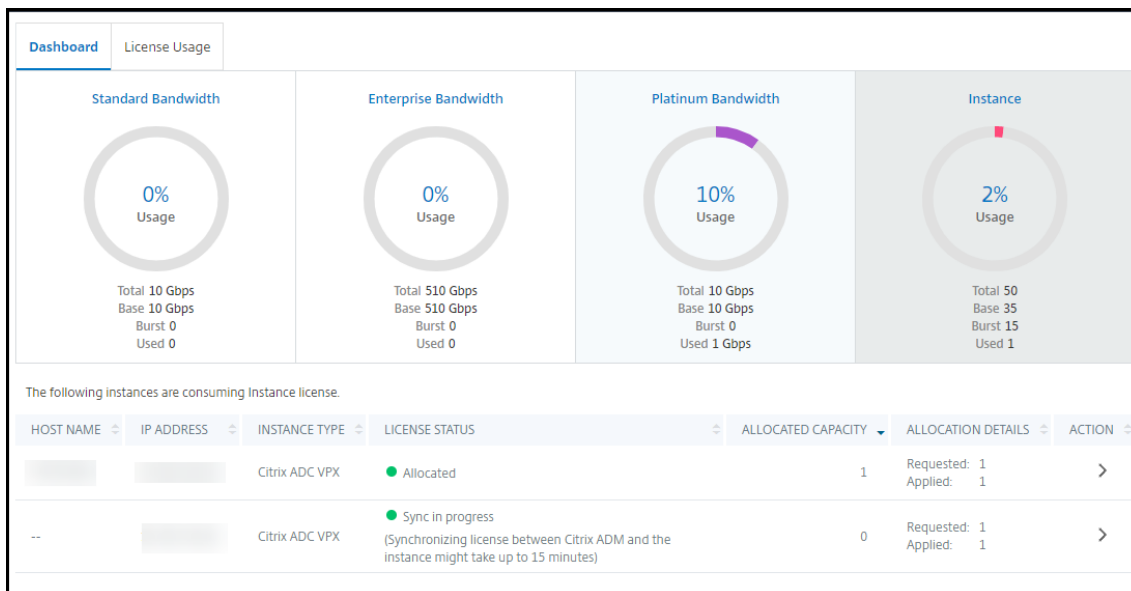 Dashboard License Usage
Standard Bandwidth Enterprise Bandwidth Platinum Bandwidth Instance
0% 0% 10% 2%
Usage Usage Usage Usage
Total 10 Gbps Total 510 Gbps Total 10 Gbps Total 50
Base 10 Gbps Base 510 Gbps Base 10 Gbps Base 35
Burst 0 Burst 0 Burst 0 Burst 15
Used 0 Used 0 Used 1 Gbps Used 1
The following instances are consuming Instance license.
HOST NAME IP ADDRESS INSTANCE TYPE LICENSE STATUS ALLOCATED CAPACITY ALLOCATION DETAILS ACTION
Citrix ADC VPX Allocated 1 Requested: 1
Applied: 1
Sync in progress
-- Citrix ADC VPX (Synchronizing license between Citrix ADM and the 0 Requested: 1
instance might take up to 15 minutes) Applied: 1